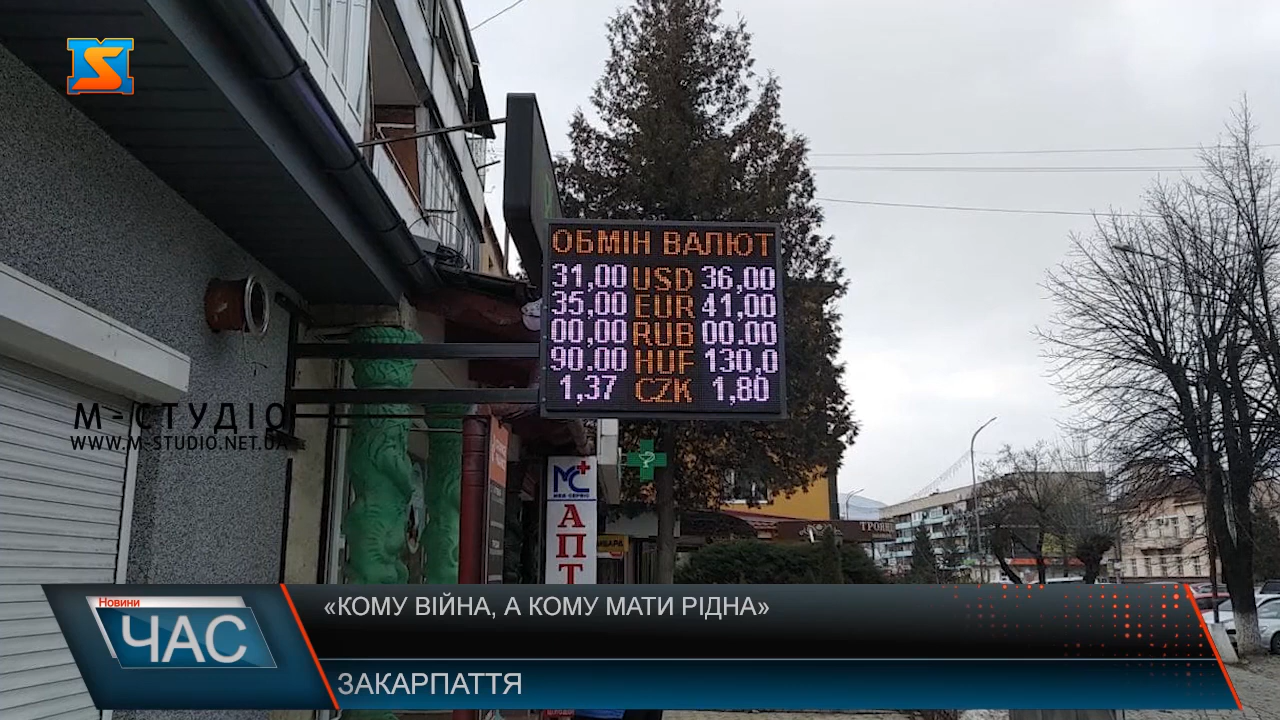 ОБМІН ВАЛЮТ
31,00 USD 36,00
35,00 EUR 41,00
00,00 RUB 00.00
90.00 HUF 130,0
1,37 CZK 1,80
М-СТУДІО
WWW.M-STUDIO.NET.UA
МС
АПТ
Новини
ЧАС
«КОМУ ВІЙНА, А КОМУ МАТИ РІДНА»
ЗАКАРПАТТЯ